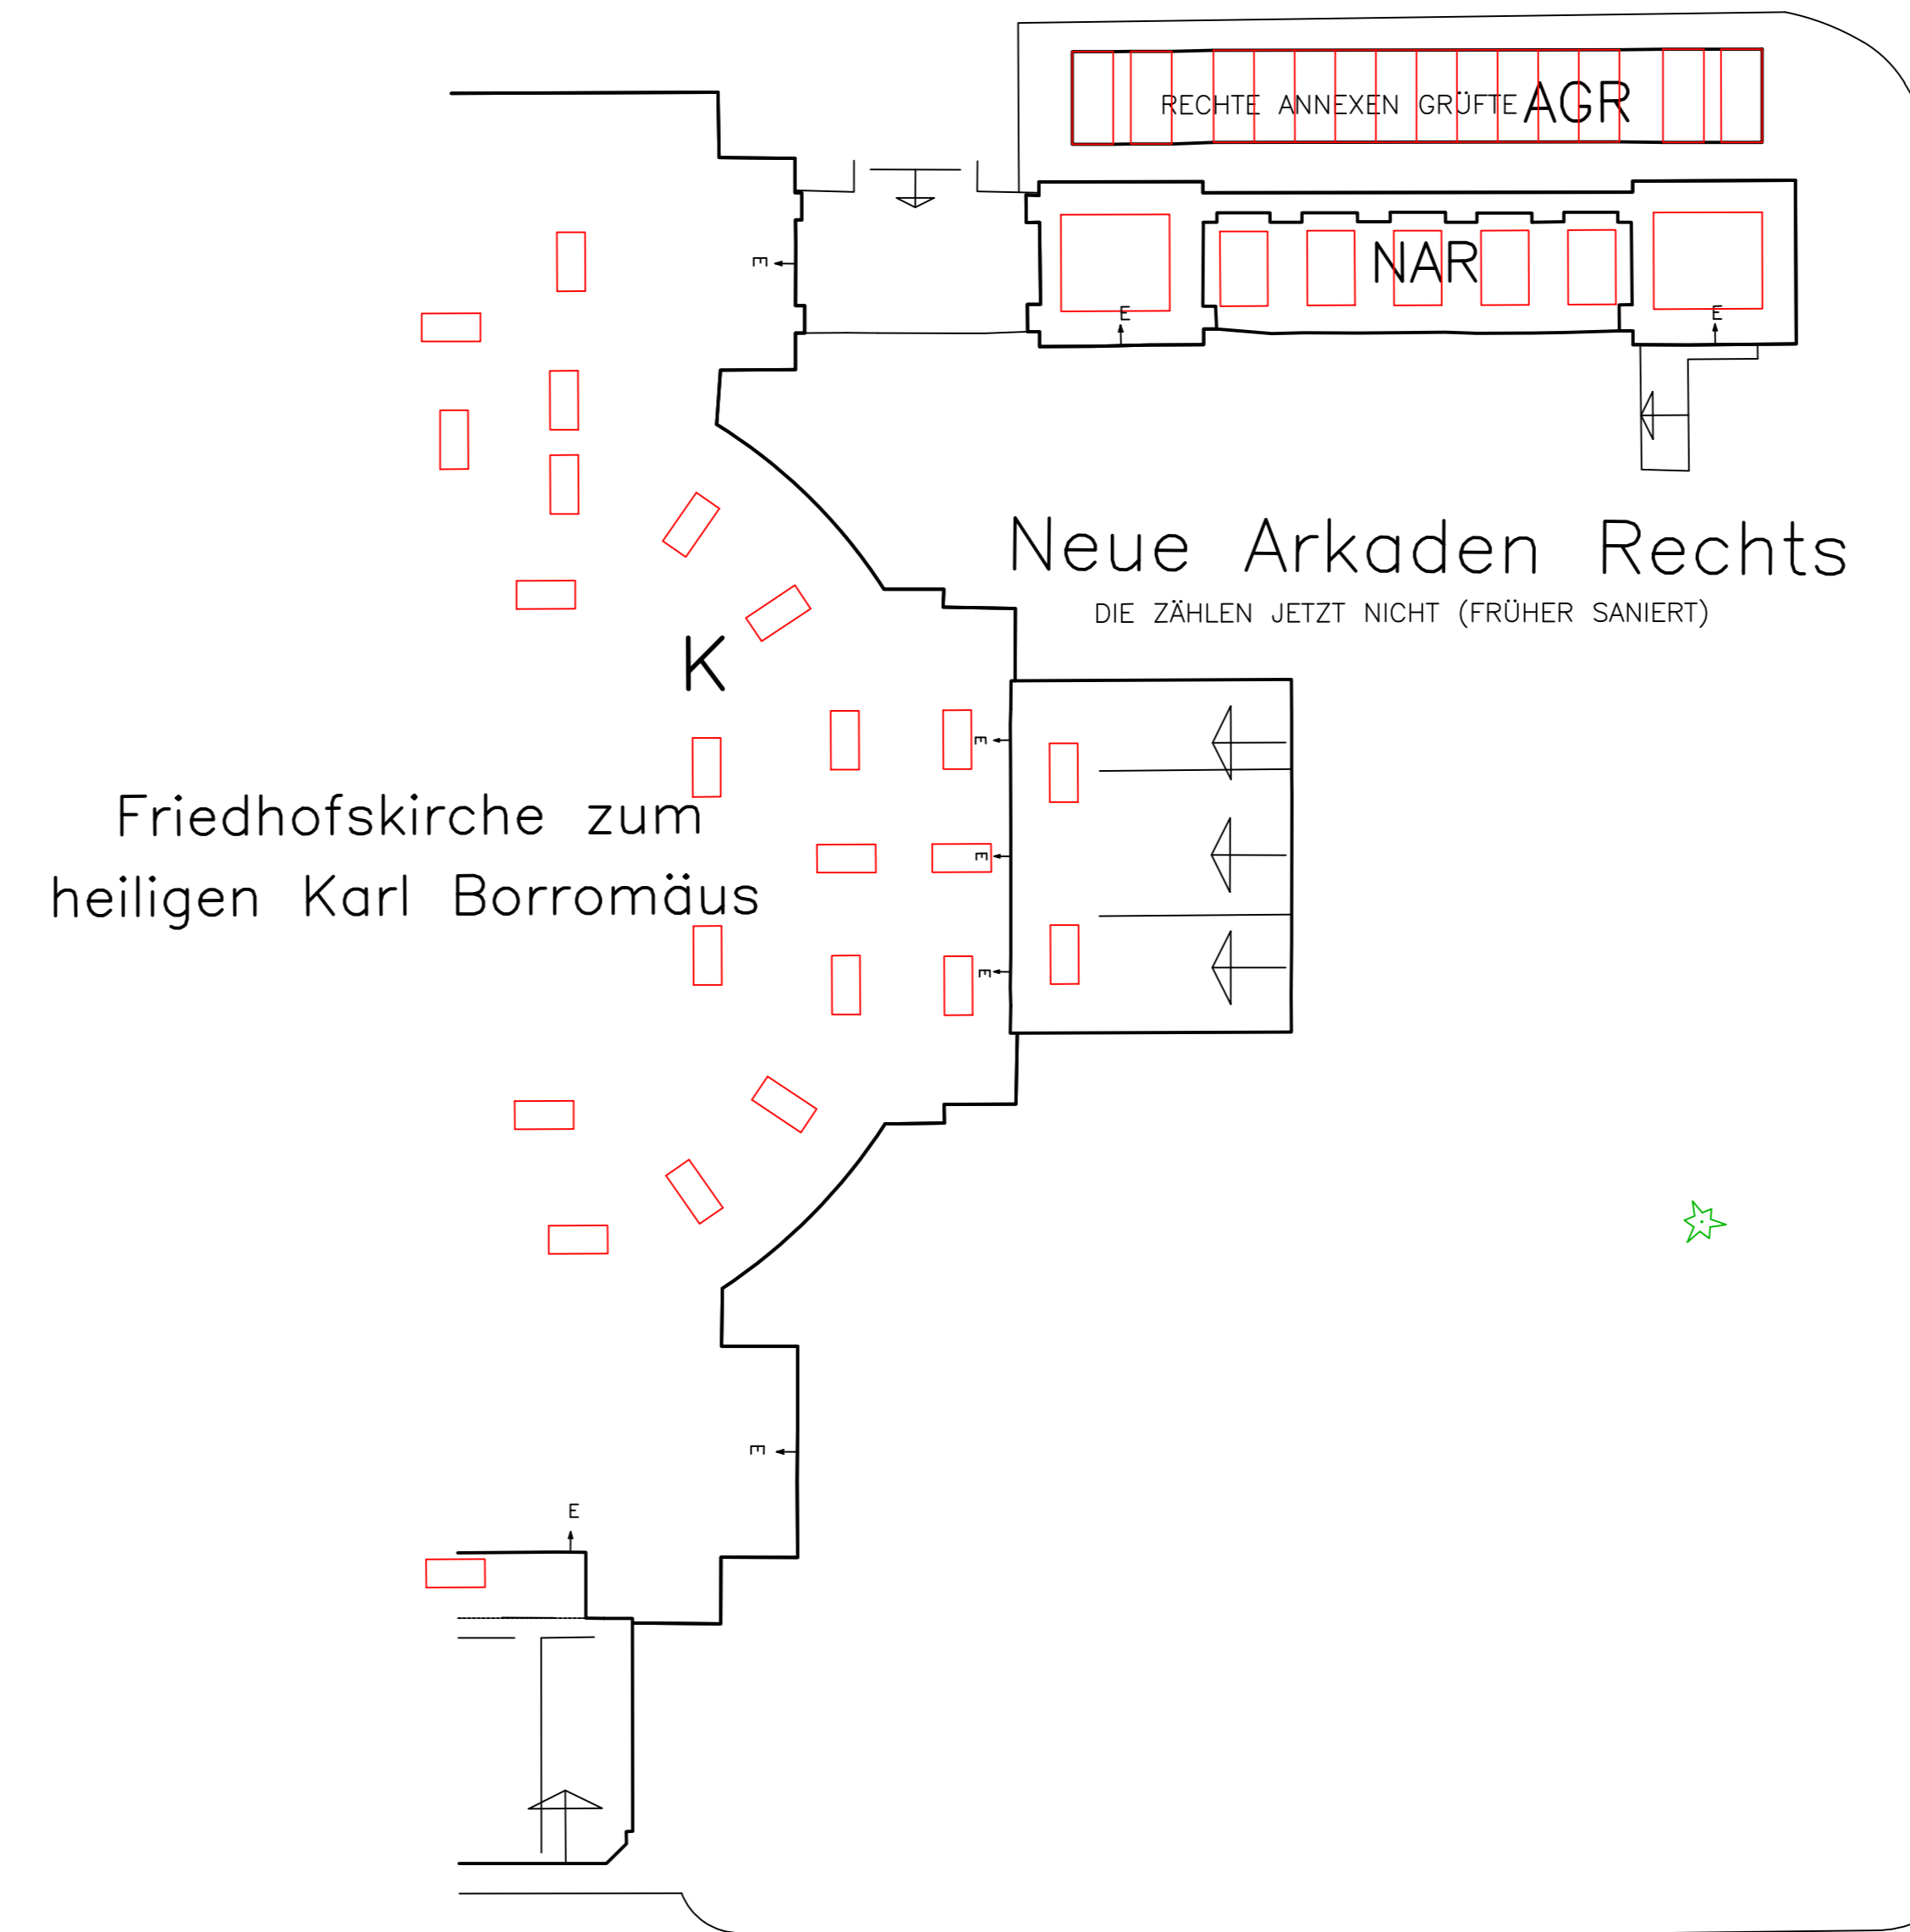 RECHTE ANNEXEN GRÜFTE AGR
E
NAR
E
E
Neue Arkaden Rechts
DIE ZÄHLEN JETZT NICHT (FRÜHER SANIERT)
K
E
Friedhofskirche zum
E
heiligen Karl Borromäus
E
E
E